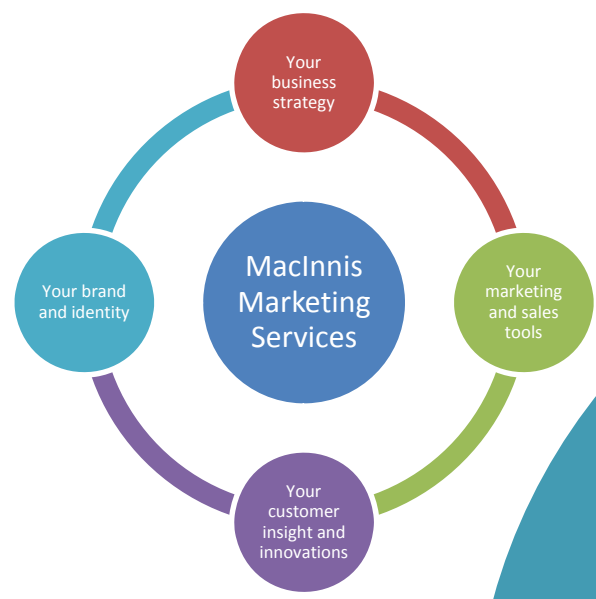 Your
business
strategy
MacInnis
Marketing
Services
Your brand
and identity
Your
marketing
and sales
tools
Your
customer
insight and
innovations